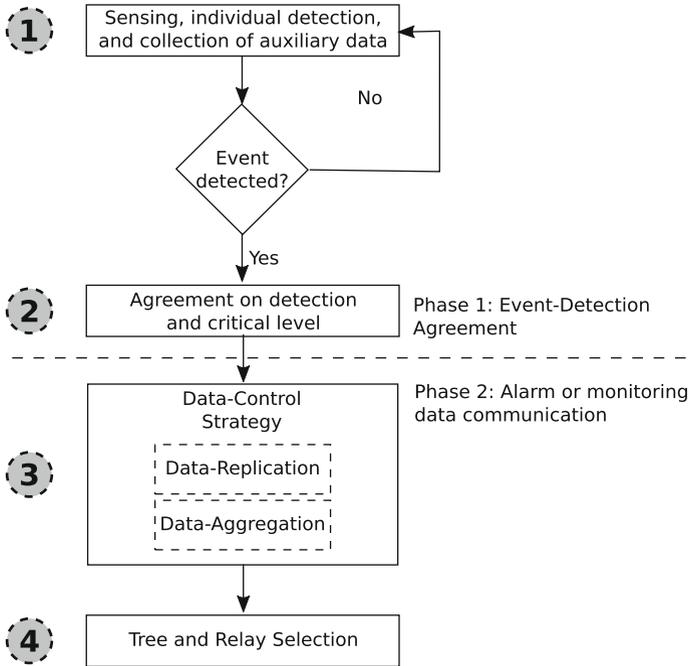 1
Sensing, individual detection,
and collection of auxiliary data
No
Event
detected?
Yes
2
Agreement on detection
and critical level
Phase 1: Event-Detection
Agreement
Phase 2: Alarm or monitoring
data communication
3
Data-Control
Strategy
Data-Replication
Data-Aggregation
4
Tree and Relay Selection